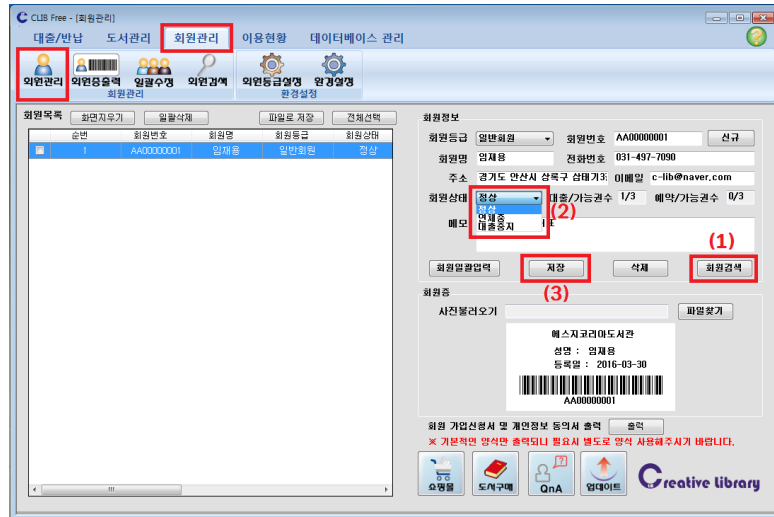 CLIB Free - [회원관리]
대출/반납 도서관리 회원관리 이용현황 데이터베이스 관리
회원관리 회원증출력 일괄수정 회원검색 회원등급설정 환경설정
회원관리 환경설정
회원목록 화면지우기 일괄삭제 파일로 저장 전체선택
순번 회원번호 회원명 회원등급 회원상태
1 AA00000001 임재용 일반회원 정상
회원정보
회원등급 일반회원 회원번호 AA00000001 신규
회원명 임재용 전화번호 031-497-7090
주소 경기도 안산시 상록구 이메일 c-lib@naver.com
회원상태 정상 대출/가능권수 1/3 예약/가능권수 0/3
정상
연체중
대출중지
(2)
메모
(1)
회원일괄입력 저장 삭제 회원검색
(3)
회원증
사진불러오기 파일찾기
에스지코리아도서관
성명 : 임재용
등록일 : 2016-03-30
AA00000001
회원 가입신청서 및 개인정보 동의서 출력 출력
※ 기본적인 양식만 출력되니 필요시 별도로 양식 사용해주시기 바랍니다.
쇼핑몰 도서구매 QnA 업데이트 Creative Library